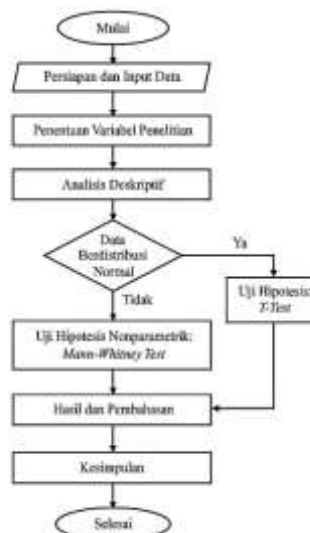 Mulai
Persiapan dan Input Data
Penentuan Variabel Penelitian
Analisis Deskriptif
Data
Berdistribusi
Normal
Ya
Tidak
Uji Hipotesis:
T-Test
Uji Hipotesis Nonparametrik:
Mann-Whitney Test
Hasil dan Pembahasan
Kesimpulan
Selesai